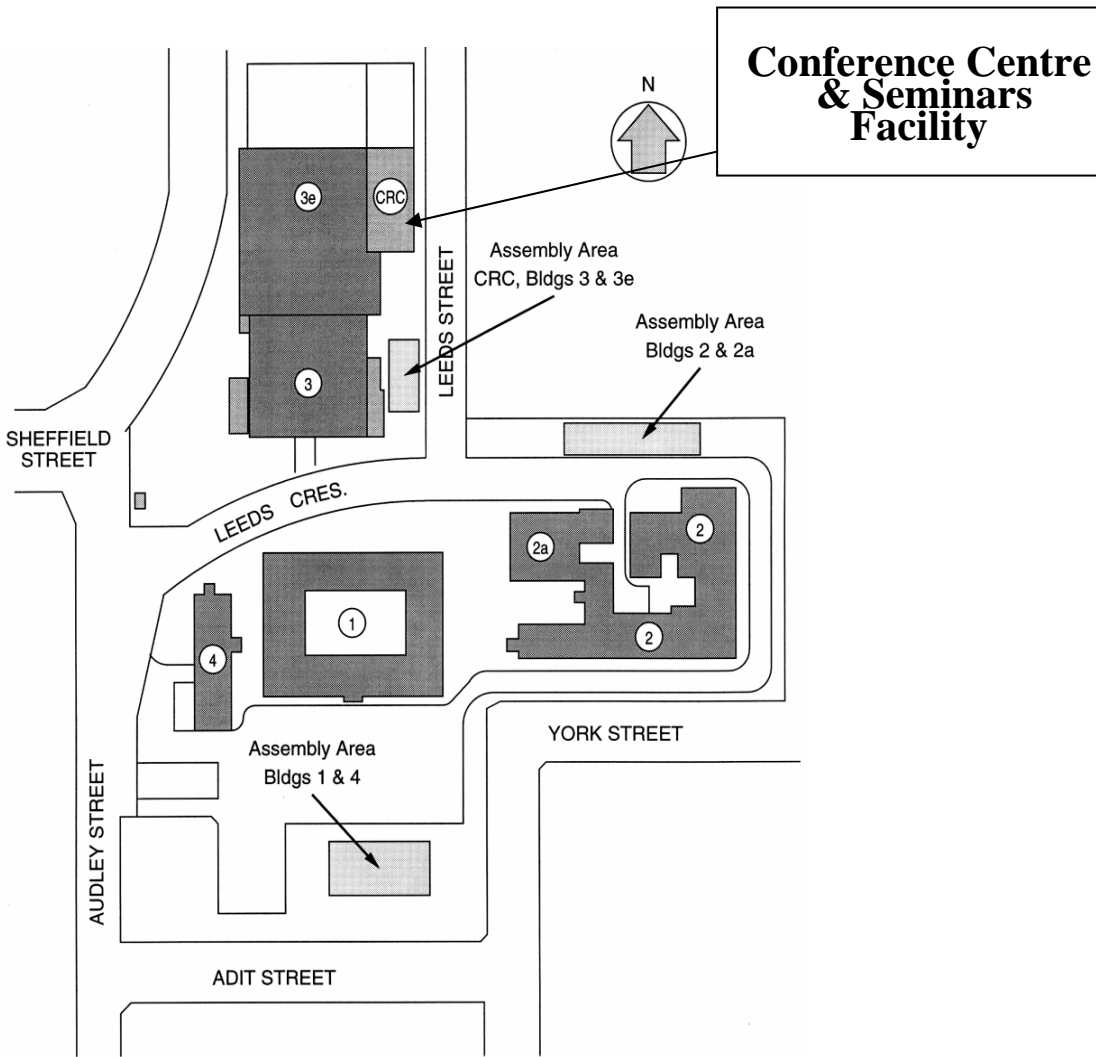 Conference Centre
& Seminars
Facility
N
3e
CRC
Assembly Area
CRC, Bldgs 3 & 3e
LEEDS STREET
Assembly Area
Bldgs 2 & 2a
3
SHEFFIELD
STREET
LEEDS CRES.
2a
2
1
4
2
YORK STREET
Assembly Area
Bldgs 1 & 4
AUDLEY STREET
ADIT STREET